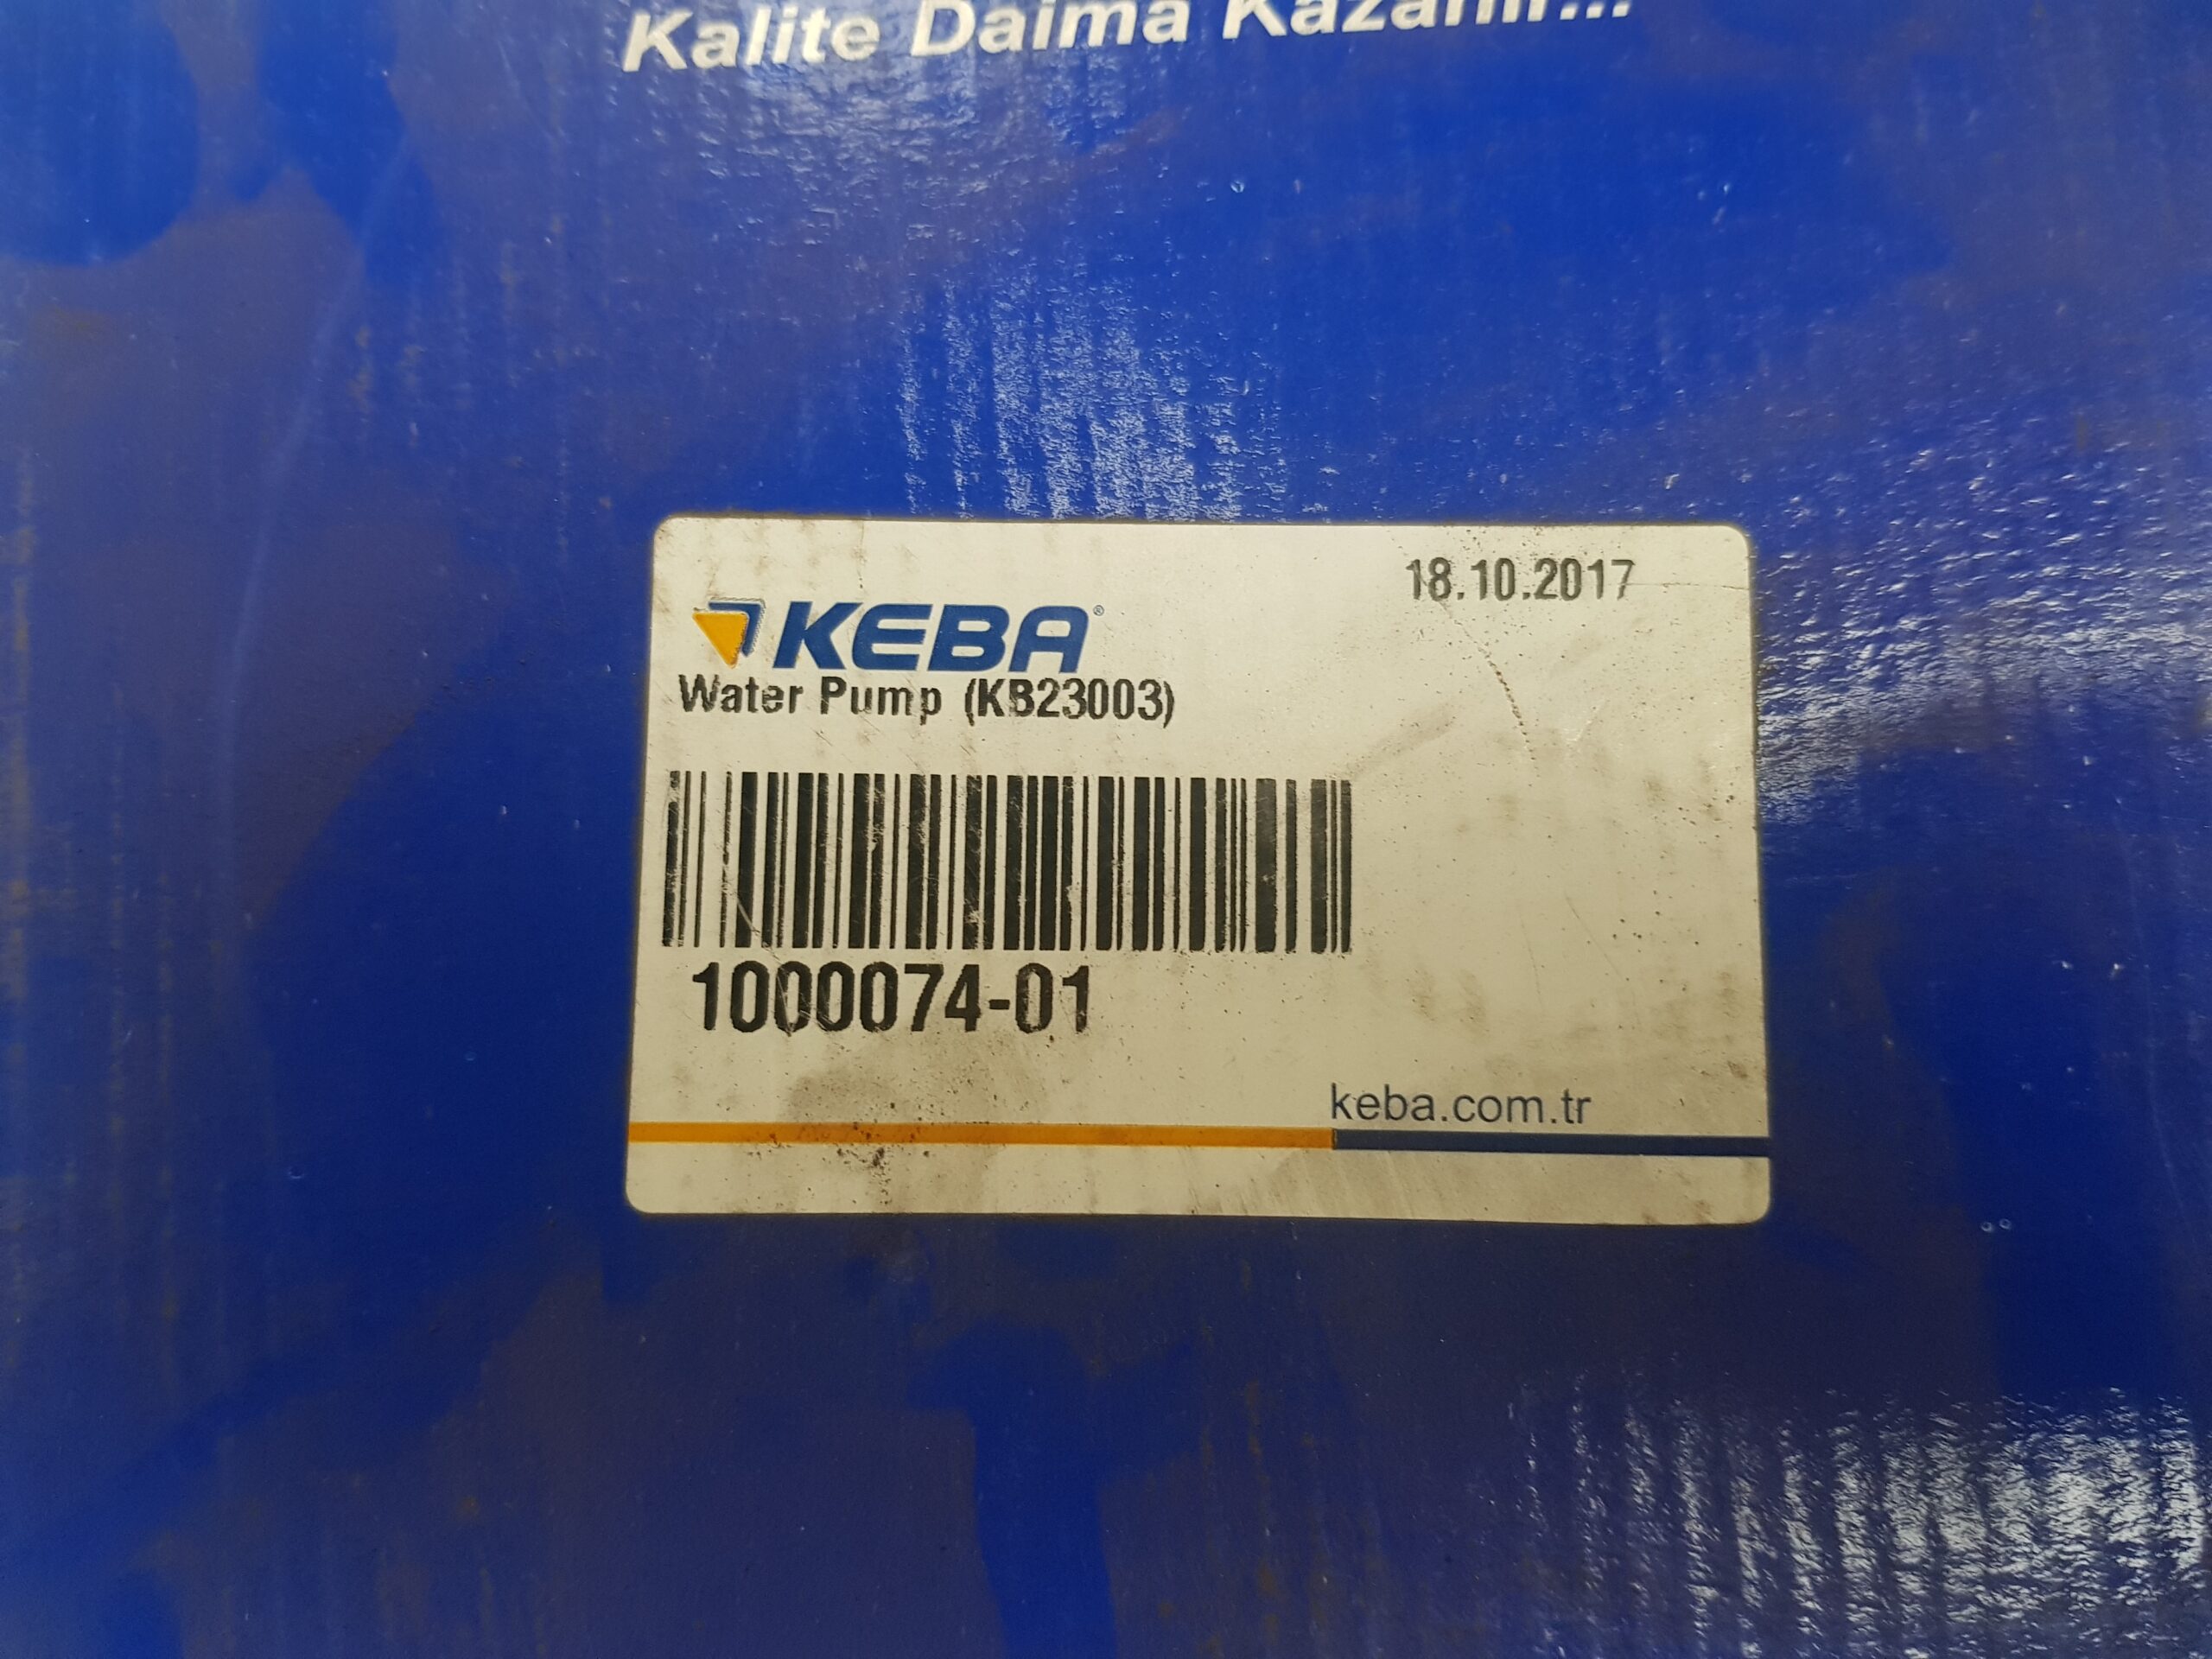 Kalite Daima Kazanır...
18.10.2017
KEBA®
Water Pump (KB23003)
1000074-01
keba.com.tr